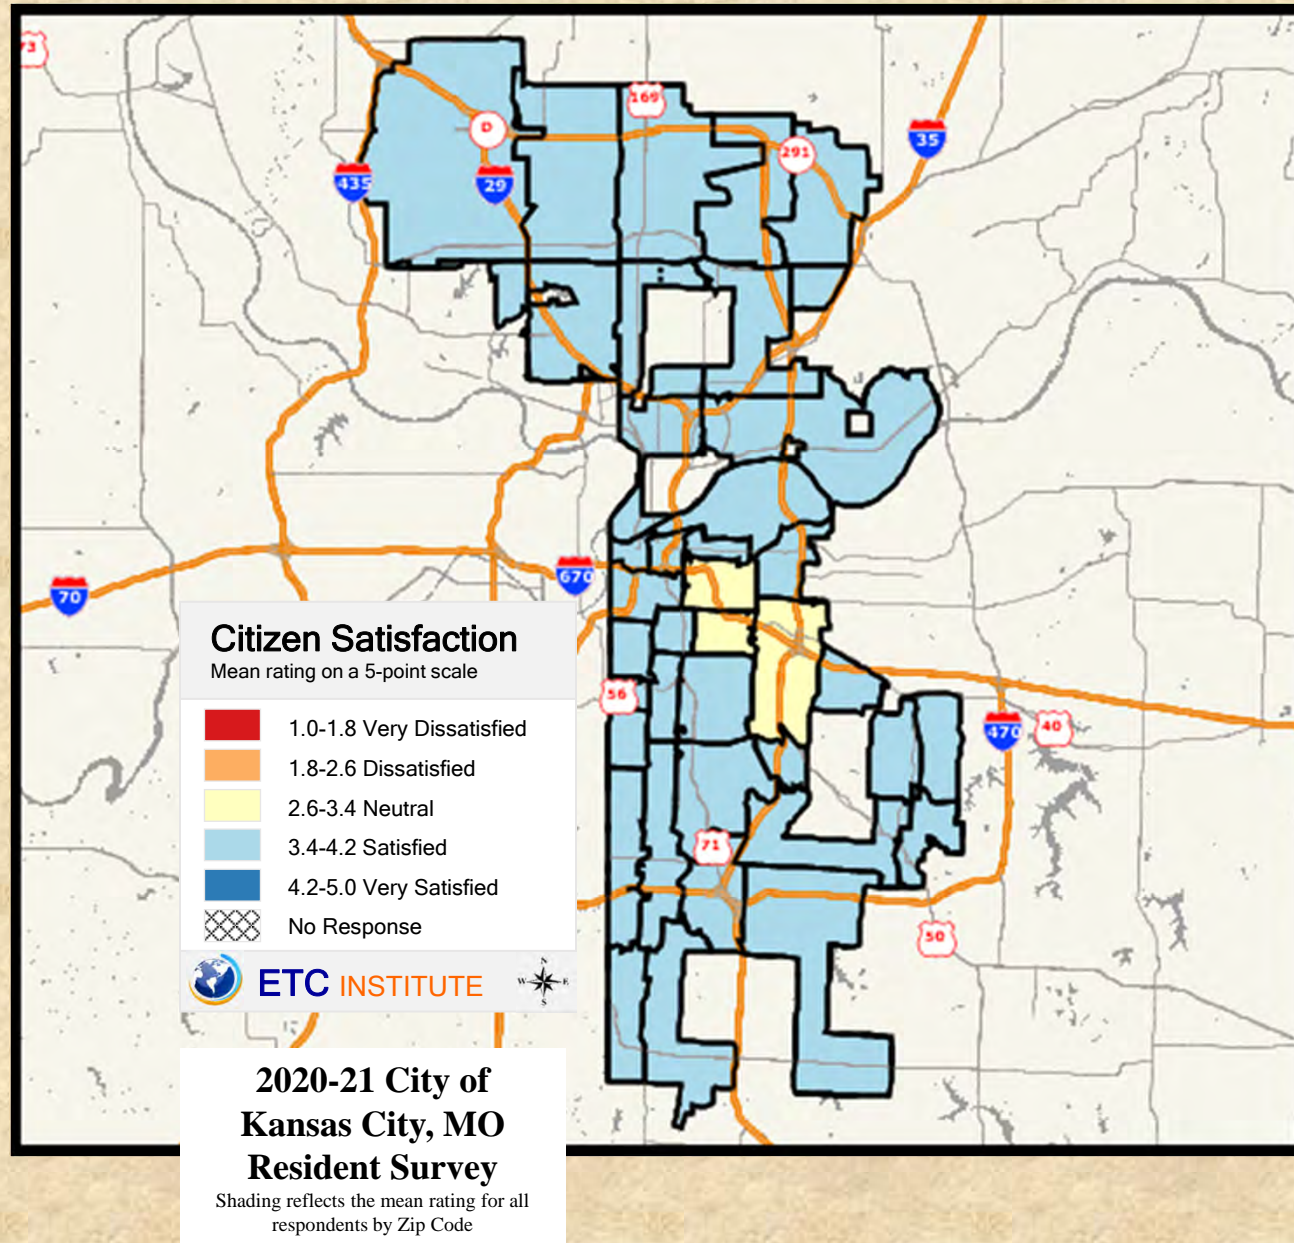 73
169
D
291
35
435
29
70
670
56
470
40
71
50
Citizen Satisfaction
Mean rating on a 5-point scale
1.0-1.8 Very Dissatisfied
1.8-2.6 Dissatisfied
2.6-3.4 Neutral
3.4-4.2 Satisfied
4.2-5.0 Very Satisfied
No Response
ETC INSTITUTE
N
W E
S
2020-21 City of
Kansas City, MO
Resident Survey
Shading reflects the mean rating for all
respondents by Zip Code